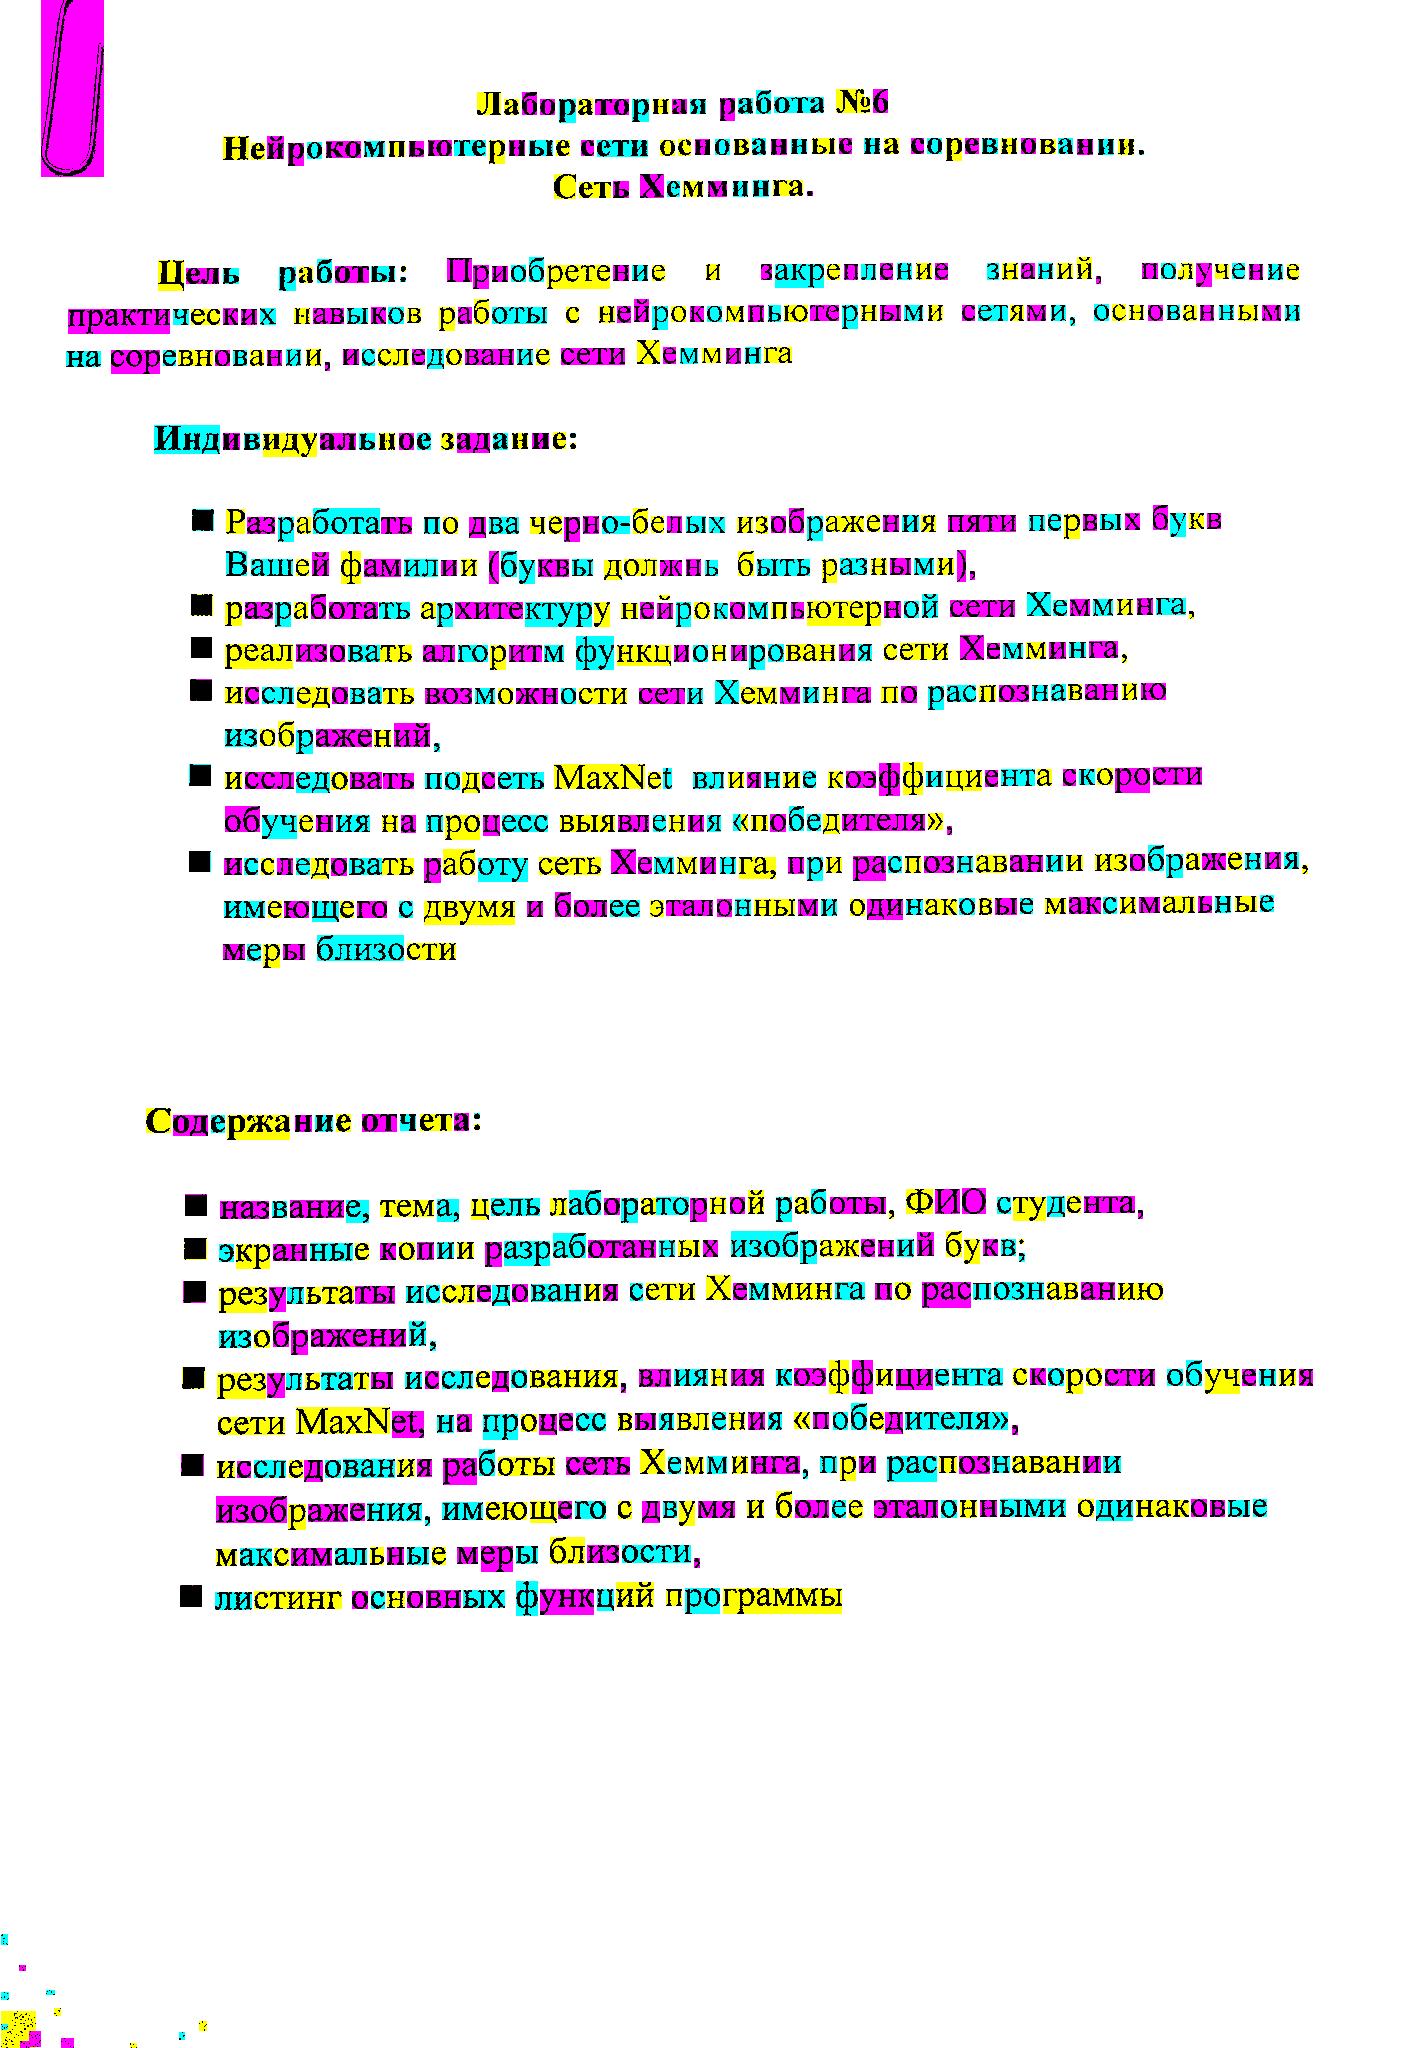 Лабораторная работа №6
Нейрокомпьютерные сети основанные на соревновании.
Сеть Хемминга.
Цель работы: Приобретение и закрепление знаний, получение
практических навыков работы с нейрокомпьютерными сетями, основанными
на соревновании, исследование сети Хемминга
Индивидуальное задание:
■ Разработать по два черно-белых изображения пяти первых букв
Вашей фамилии (буквы должнь быть разными),
■ разработать архитектуру нейрокомпьютерной сети Хемминга,
■ реализовать алгоритм функционирования сети Хемминга,
■ исследовать возможности сети Хемминга по распознаванию
изображений,
■ исследовать подсеть MaxNet влияние коэффициента скорости
обучения на процесс выявления «победителя»,
■ исследовать работу сеть Хемминга, при распознавании изображения,
имеющего с двумя и более эталонными одинаковые максимальные
меры близости
Содержание отчета:
■ название, тема, цель лабораторной работы, ФИО студента,
■ экранные копии разработанных изображений букв;
■ результаты исследования сети Хемминга по распознаванию
изображений,
■ результаты исследования, влияния коэффициента скорости обучения
сети MaxNet, на процесс выявления «победителя»,
■ исследования работы сеть Хемминга, при распознавании
изображения, имеющего с двумя и более эталонными одинаковые
максимальные меры близости,
■ листинг основных функций программы